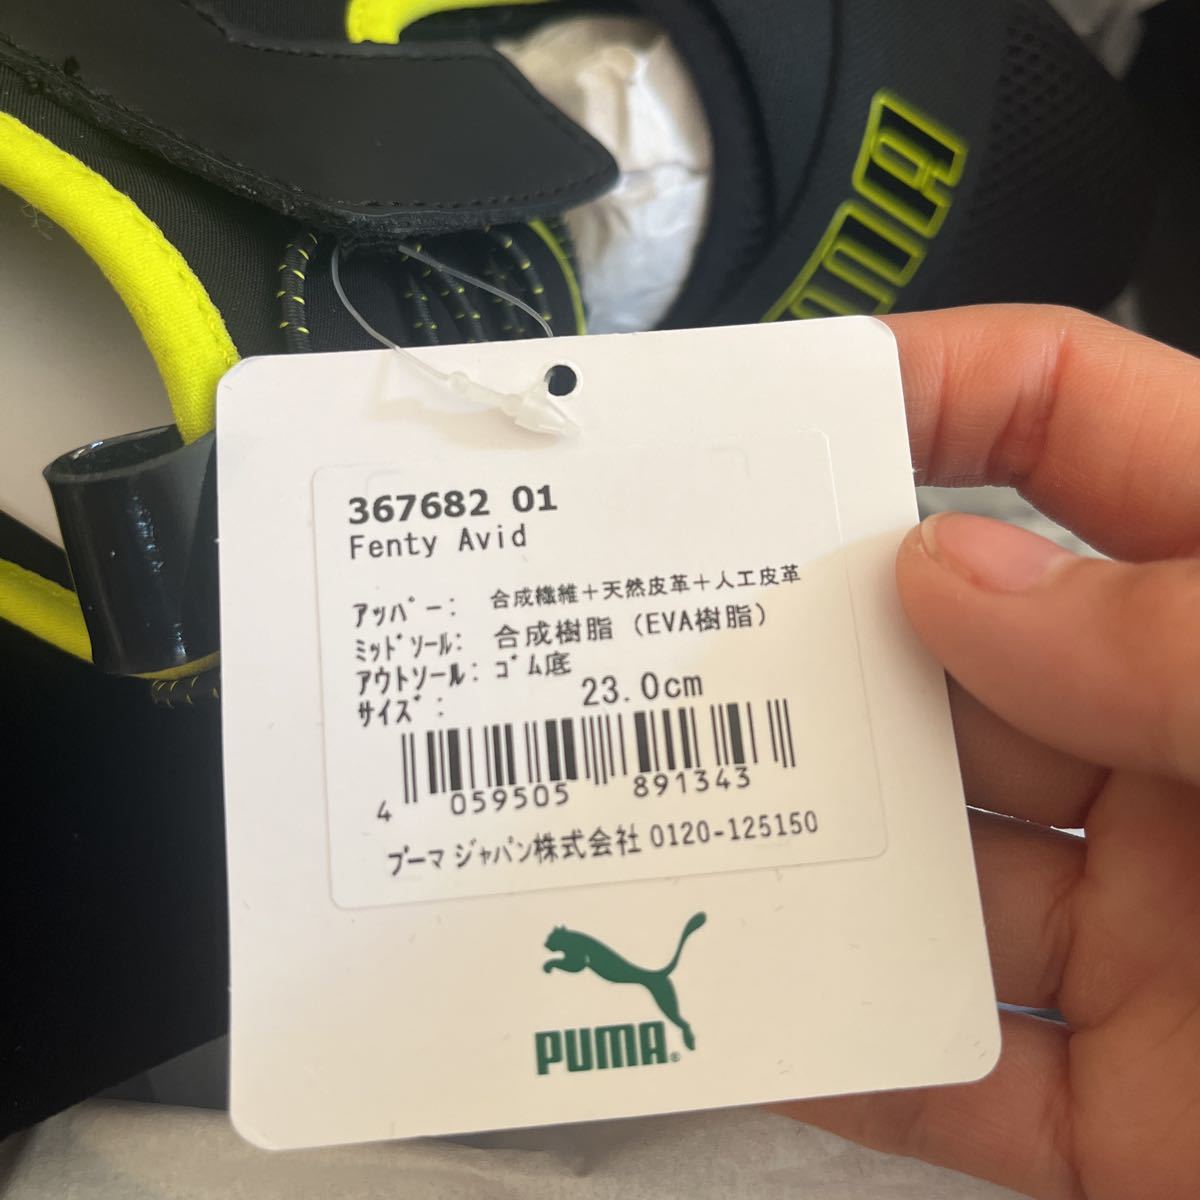 367682 01
Fenty Avid
アッパー: 合成繊維+天然皮革+人工皮革
ミッドソール: 合成樹脂 (EVA樹脂)
アウトソール: ゴム底
サイズ: 23.0cm
4 059505 891343
プーマ ジャパン株式会社 0120-125150
PUMA®